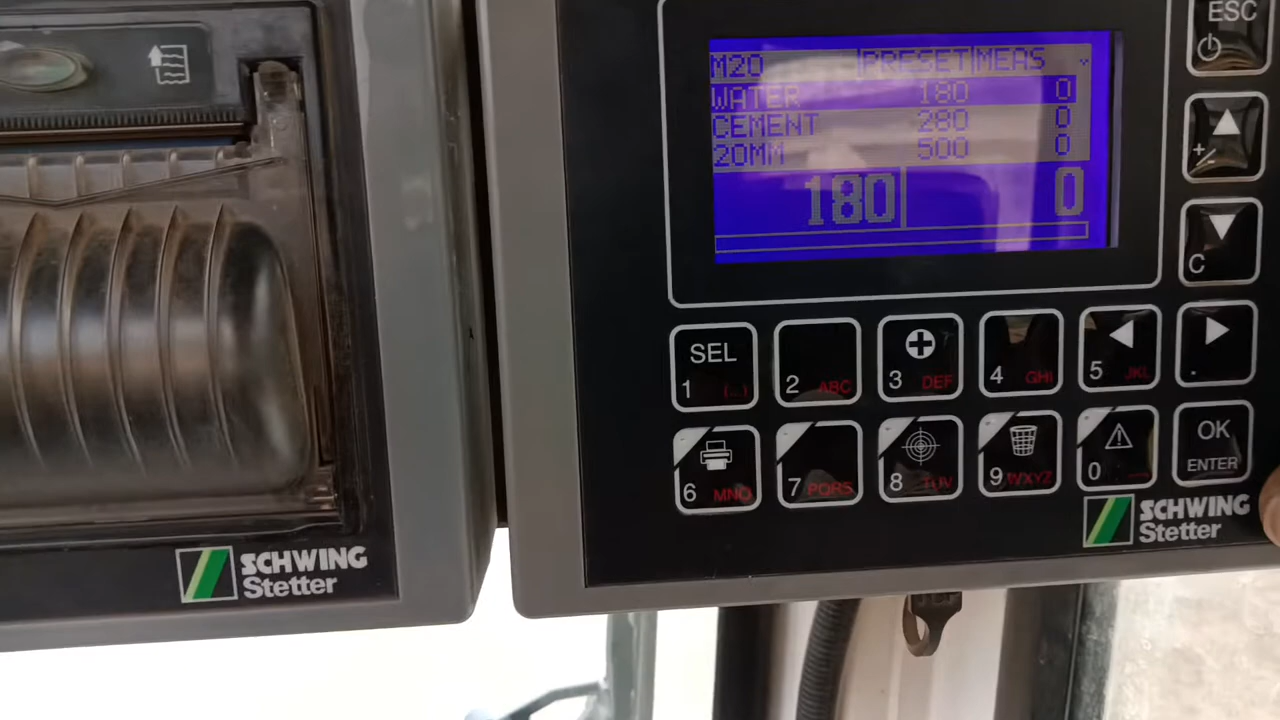 M20 PRESET MEAS
WATER 180 0
CEMENT 280 0
20MM 500 0
180 0
ESC
+/-
C
SEL
1 (...)
2 ABC
3 DEF
4 GHI
5 JKL
.
6 MNO
7 PQRS
8 TUV
9 WXYZ
0
OK
ENTER
SCHWING
Stetter
SCHWING
Stetter